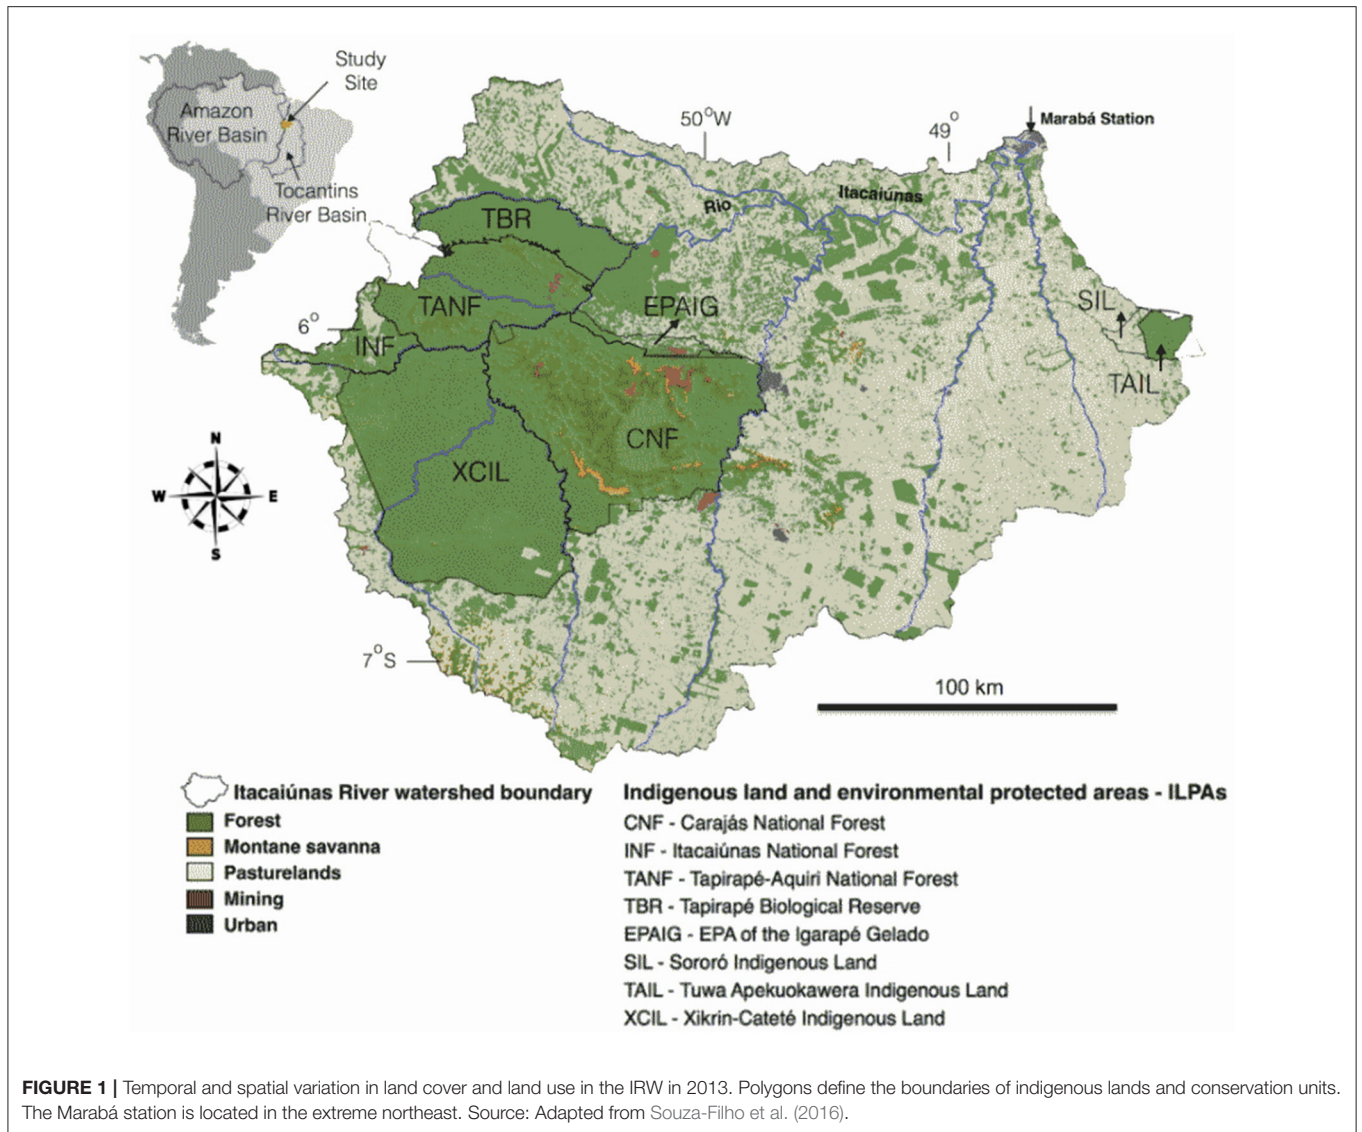 Study
Site
Amazon
River Basin
Tocantins
River Basin
50°W
49°
Marabá Station
Rio
Itacaiúnas
TBR
TANF
EPAIG
SIL
6°
INF
TAIL
CNF
XCIL
N
W
E
S
7°S
100 km
Itacaiúnas River watershed boundary
Forest
Montane savanna
Pasturelands
Mining
Urban
Indigenous land and environmental protected areas - ILPAs
CNF - Carajás National Forest
INF - Itacaiúnas National Forest
TANF - Tapirapé-Aquiri National Forest
TBR - Tapirapé Biological Reserve
EPAIG - EPA of the Igarapé Gelado
SIL - Sororó Indigenous Land
TAIL - Tuwa Apekuokawera Indigenous Land
XCIL - Xikrin-Cateté Indigenous Land
FIGURE 1 | Temporal and spatial variation in land cover and land use in the IRW in 2013. Polygons define the boundaries of indigenous lands and conservation units.
The Marabá station is located in the extreme northeast. Source: Adapted from Souza-Filho et al. (2016).